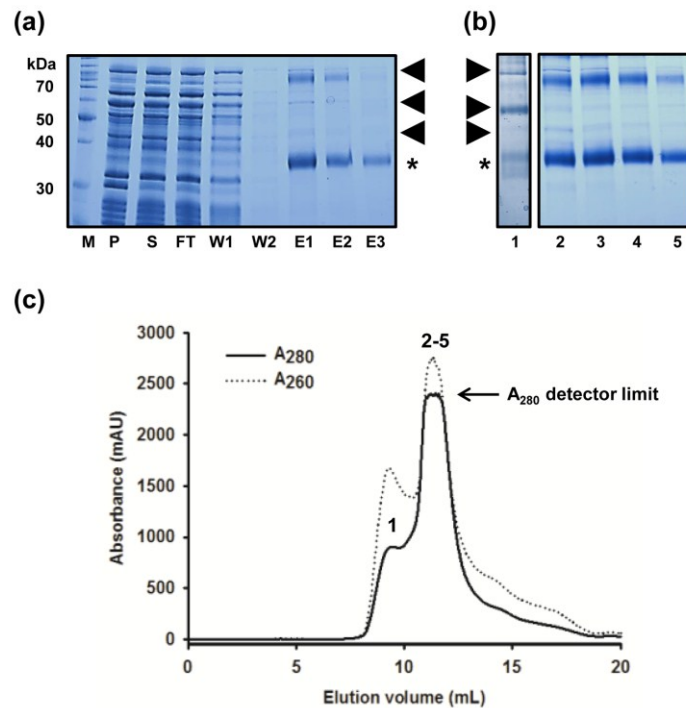 (a)
(b)
kDa
70
50
40
30
*
*
M P S FT W1 W2 E1 E2 E3
1 2 3 4 5
(c)
3000
2500
2000
1500
1000
500
0
Absorbance (mAU)
A280
A260
2-5
1
A280 detector limit
0 5 10 15 20
Elution volume (mL)